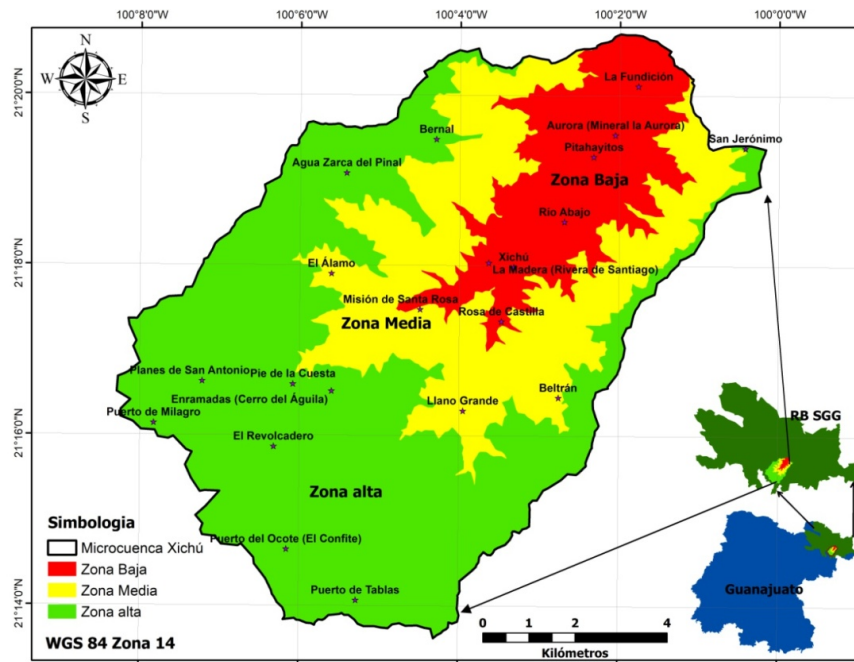 100°8'0"W 100°6'0"W 100°4'0"W 100°2'0"W 100°0'0"W
N
W E
S
21°20'0"N
21°18'0"N
21°16'0"N
21°14'0"N
La Fundición
Aurora (Mineral la Aurora)
Bernal
San Jerónimo
Pitahayitos
Agua Zarca del Pinal
Zona Baja
Río Abajo
Xichú
El Álamo
La Madera (Rivera de Santiago)
Misión de Santa Rosa
Rosa de Castilla
Zona Media
Planes de San Antonio
Pie de la Cuesta
Enramadas (Cerro del Águila)
Beltrán
Llano Grande
Puerto de Milagro
RB SGG
El Revolcadero
Zona alta
Puerto del Ocote (El Confite)
Puerto de Tablas
Guanajuato
Simbologia
Microcuenca Xichú
Zona Baja
Zona Media
Zona alta
WGS 84 Zona 14
0 1 2 4
Kilómetros